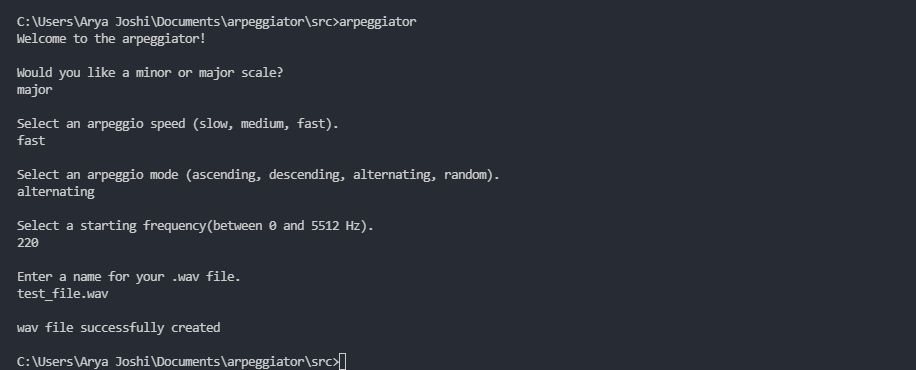 C:\Users\Arya Joshi\Documents\arpeggiator\src>arpeggiator
Welcome to the arpeggiator!
Would you like a minor or major scale?
major
Select an arpeggio speed (slow, medium, fast).
fast
Select an arpeggio mode (ascending, descending, alternating, random).
alternating
Select a starting frequency(between 0 and 5512 Hz).
220
Enter a name for your .wav file.
test_file.wav
wav file successfully created
C:\Users\Arya Joshi\Documents\arpeggiator\src>